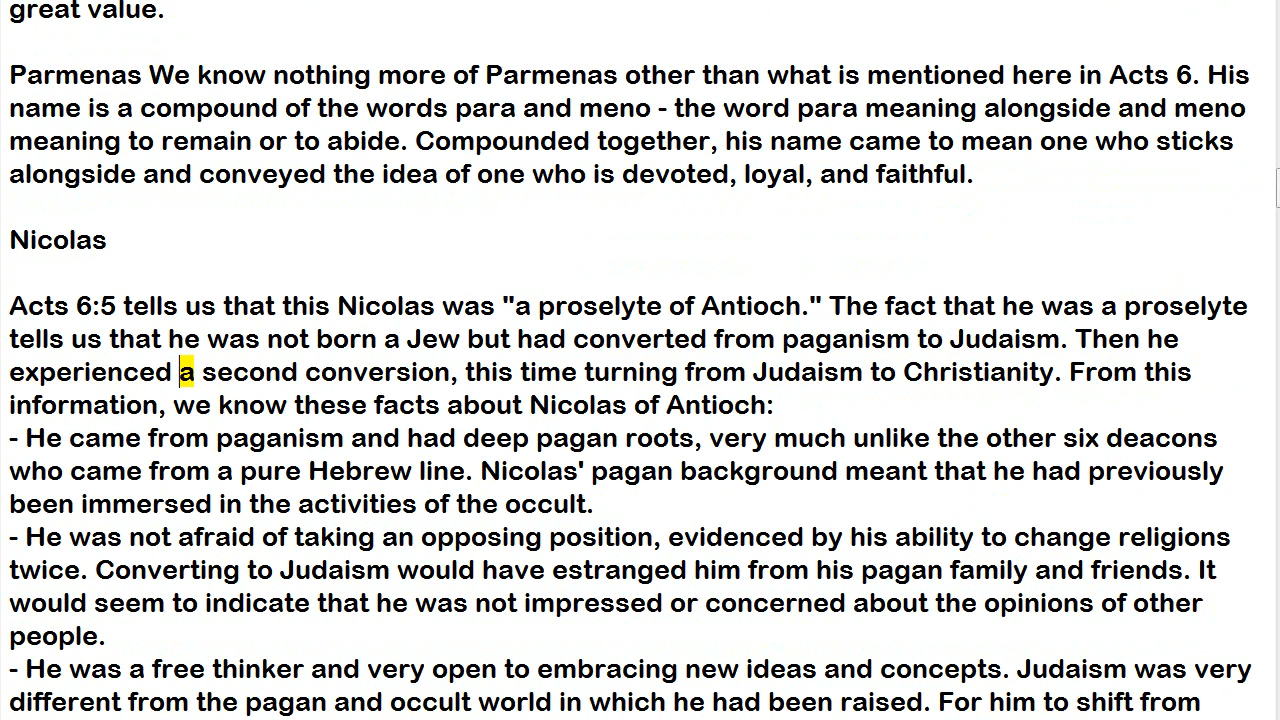 great value.
Parmenas We know nothing more of Parmenas other than what is mentioned here in Acts 6. His
name is a compound of the words para and meno - the word para meaning alongside and meno
meaning to remain or to abide. Compounded together, his name came to mean one who sticks
alongside and conveyed the idea of one who is devoted, loyal, and faithful.
Nicolas
Acts 6:5 tells us that this Nicolas was "a proselyte of Antioch." The fact that he was a proselyte
tells us that he was not born a Jew but had converted from paganism to Judaism. Then he
experienced a second conversion, this time turning from Judaism to Christianity. From this
information, we know these facts about Nicolas of Antioch:
- He came from paganism and had deep pagan roots, very much unlike the other six deacons
who came from a pure Hebrew line. Nicolas' pagan background meant that he had previously
been immersed in the activities of the occult.
- He was not afraid of taking an opposing position, evidenced by his ability to change religions
twice. Converting to Judaism would have estranged him from his pagan family and friends. It
would seem to indicate that he was not impressed or concerned about the opinions of other
people.
- He was a free thinker and very open to embracing new ideas and concepts. Judaism was very
different from the pagan and occult world in which he had been raised. For him to shift from